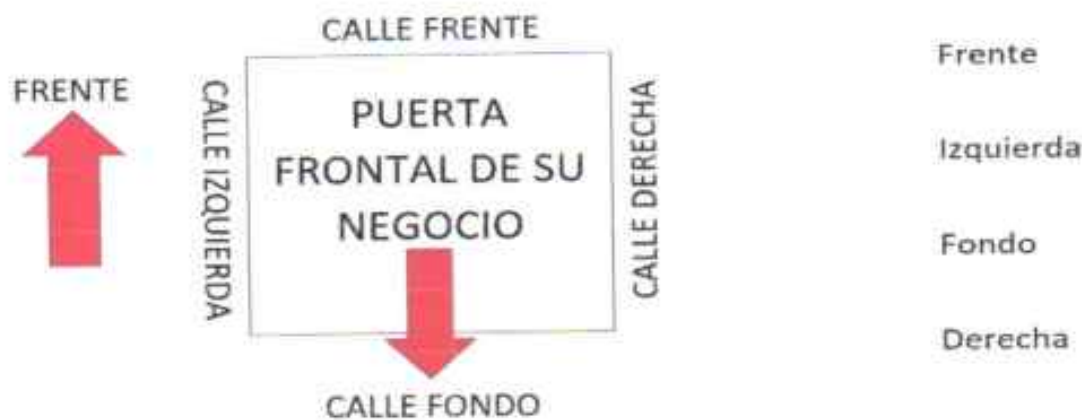 CALLE FRENTE
FRENTE
CALLE IZQUIERDA
PUERTA
FRONTAL DE SU
NEGOCIO
CALLE DERECHA
CALLE FONDO
Frente
Izquierda
Fondo
Derecha